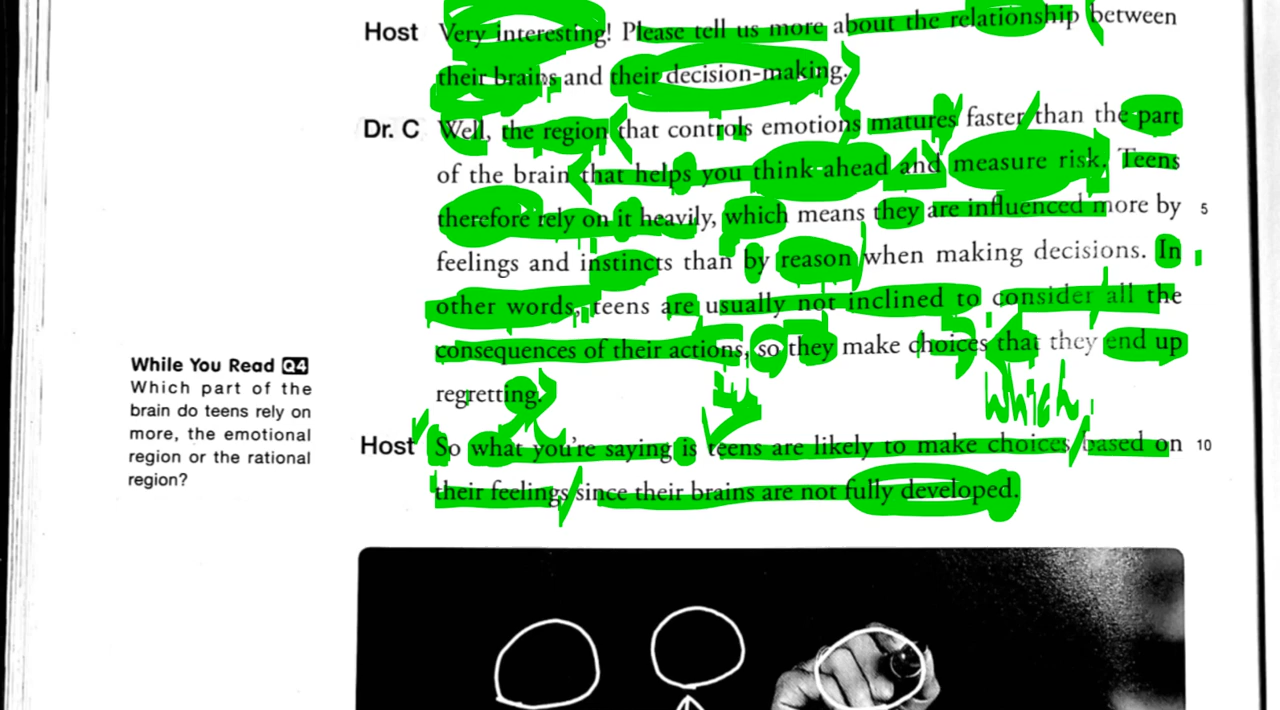 Host Very interesting! Please tell us more about the relationship between
their brains and their decision-making.
Dr. C Well, the region that controls emotions matures faster than the part
of the brain that helps you think ahead and measure risk. Teens
therefore rely on it heavily, which means they are influenced more by 5
feelings and instincts than by reason when making decisions. In
other words, teens are usually not inclined to consider all the
consequences of their actions, so they make choices that they end up
regretting.
which
Host So what you're saying is teens are likely to make choices based on 10
their feelings since their brains are not fully developed.
While You Read Q4
Which part of the
brain do teens rely on
more, the emotional
region or the rational
region?